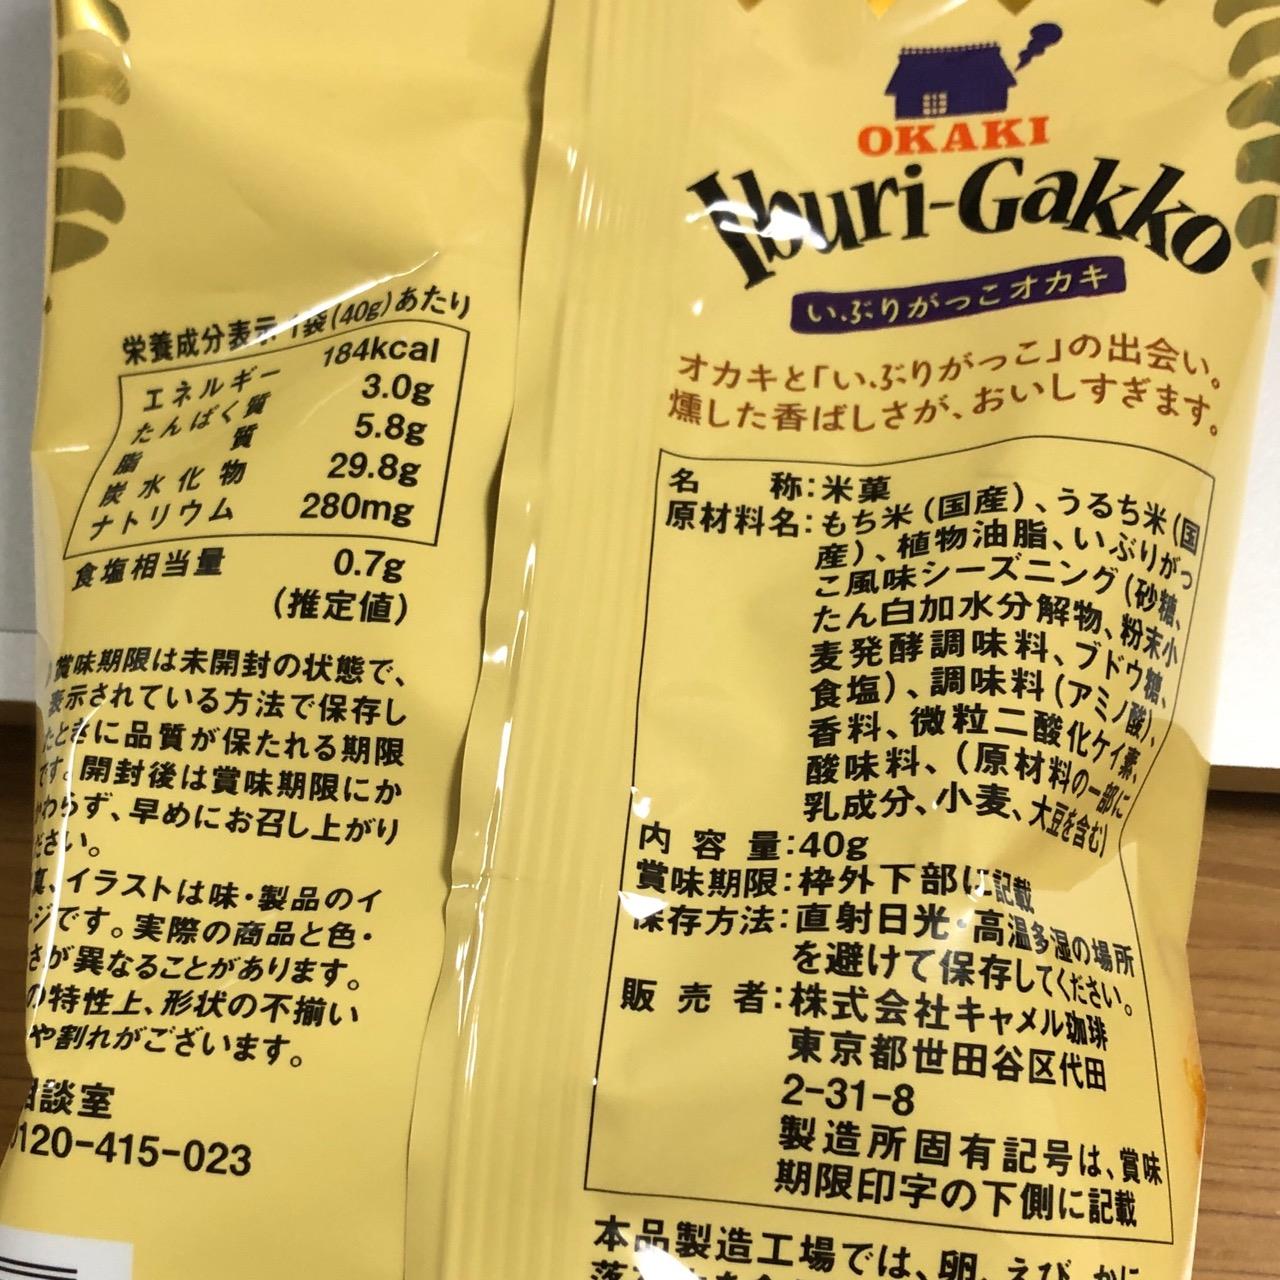 OKAKI
Iburi-Gakko
いぶりがっこオカキ
オカキと「いぶりがっこ」の出会い。
燻した香ばしさが、おいしすぎます。
名称:米菓
原材料名:もち米(国産)、うるち米(国
産)、植物油脂、いぶりがっ
こ風味シーズニング(砂糖、
たん白加水分解物、粉末小
麦発酵調味料、ブドウ糖、
食塩)、調味料(アミノ酸)、
香料、微粒二酸化ケイ素、
酸味料、(原材料の一部に
乳成分、小麦、大豆を含む)
内容量:40g
賞味期限:枠外下部に記載
保存方法:直射日光・高温多湿の場所
を避けて保存してください。
販売者:株式会社キャメル珈琲
東京都世田谷区代田
2-31-8
製造所固有記号は、賞味
期限印字の下側に記載
本品製造工場では、卵、えび、かに
栄養成分表示 1袋(40g)あたり
エネルギー 184kcal
たんぱく質 3.0g
脂質 5.8g
炭水化物 29.8g
ナトリウム 280mg
食塩相当量 0.7g
(推定値)
賞味期限は未開封の状態で、
表示されている方法で保存し
たときに品質が保たれる期限
です。開封後は賞味期限にか
かわらず、早めにお召し上がり
ださい。
真、イラストは味・製品のイ
ージです。実際の商品と色・
さが異なることがあります。
の特性上、形状の不揃い
や割れがございます。
相談室
0120-415-023